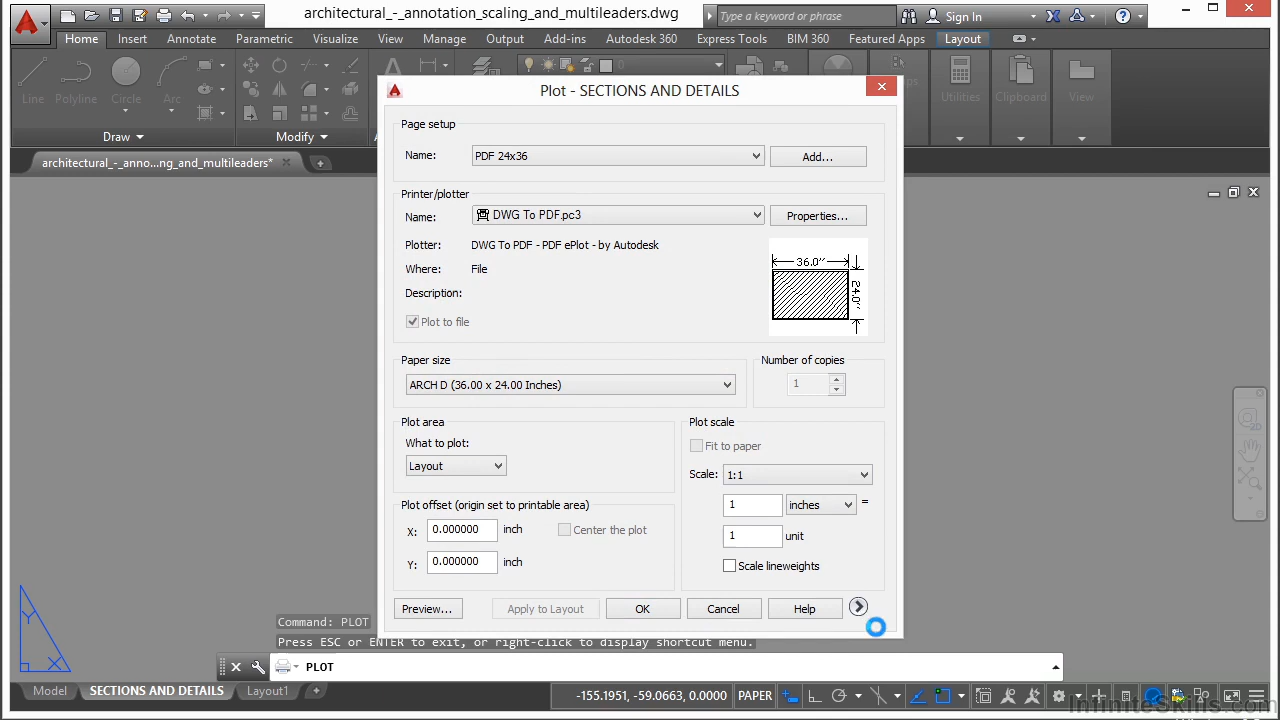 architectural_-_annotation_scaling_and_multileaders.dwg
Type a keyword or phrase
Sign In
Home
Insert
Annotate
Parametric
Visualize
View
Manage
Output
Add-ins
Autodesk 360
Express Tools
BIM 360
Featured Apps
Layout
Line
Polyline
Circle
Arc
0
Utilities
Clipboard
View
Draw
Modify
architectural_-_anno...ng_and_multileaders*
Plot - SECTIONS AND DETAILS
Page setup
Name:
PDF 24x36
Add...
Printer/plotter
Name:
DWG To PDF.pc3
Properties...
Plotter:
DWG To PDF - PDF ePlot - by Autodesk
Where:
File
Description:
Plot to file
36.0''
24.0''
Paper size
ARCH D (36.00 x 24.00 Inches)
Number of copies
1
Plot area
What to plot:
Layout
Plot scale
Fit to paper
Scale:
1:1
1
inches
=
1
unit
Scale lineweights
Plot offset (origin set to printable area)
X:
0.000000
inch
Center the plot
Y:
0.000000
inch
Preview...
Apply to Layout
OK
Cancel
Help
Y
X
Command: PLOT
Press ESC or ENTER to exit, or right-click to display shortcut menu.
PLOT
Model
SECTIONS AND DETAILS
Layout1
-155.1951, -59.0663, 0.0000
PAPER
InfiniteSkills.com